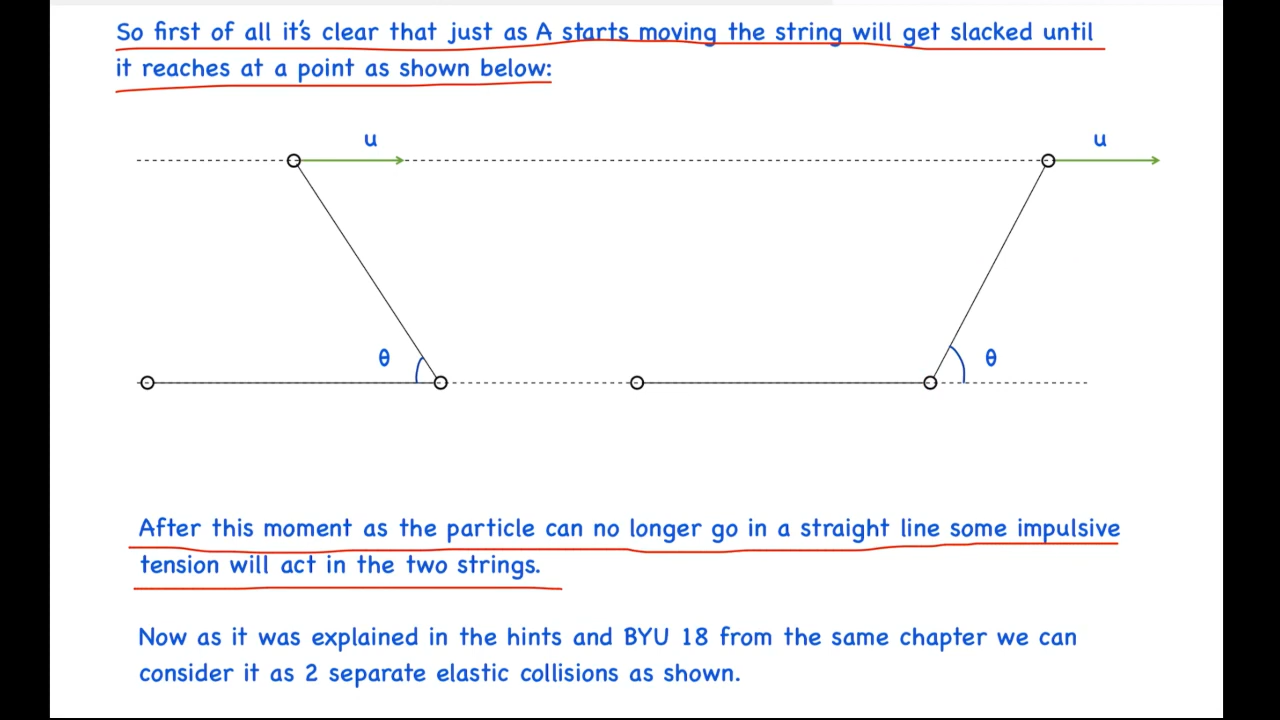 So first of all it's clear that just as A starts moving the string will get slacked until
it reaches at a point as shown below:
u
u
θ
θ
After this moment as the particle can no longer go in a straight line some impulsive
tension will act in the two strings.
Now as it was explained in the hints and BYU 18 from the same chapter we can
consider it as 2 separate elastic collisions as shown.